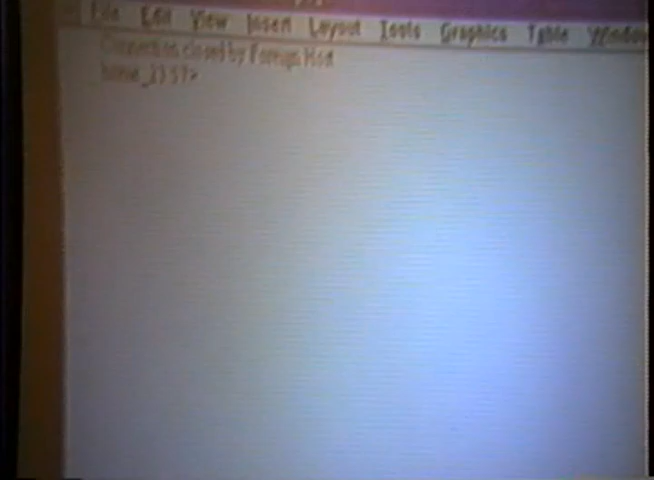 File Edit View Insert Layout Tools Graphics Table Window
Connection closed by Foreign Host